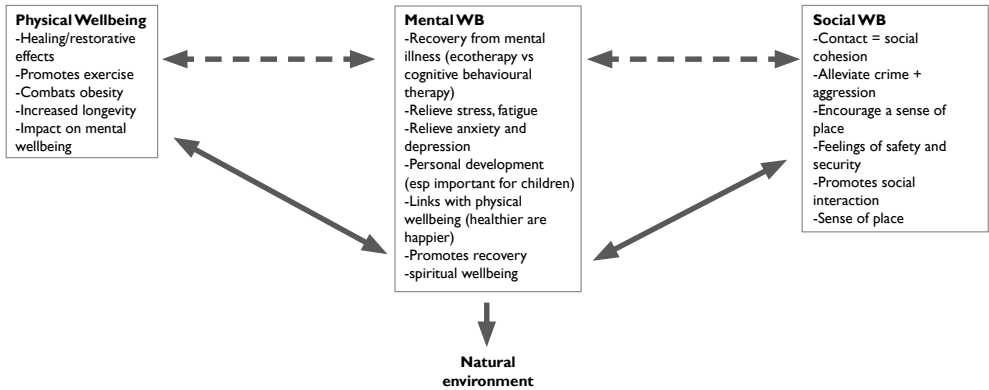 Physical Wellbeing
-Healing/restorative
effects
-Promotes exercise
-Combats obesity
-Increased longevity
-Impact on mental
wellbeing
Mental WB
-Recovery from mental
illness (ecotherapy vs
cognitive behavioural
therapy)
-Relieve stress, fatigue
-Relieve anxiety and
depression
-Personal development
(esp important for children)
-Links with physical
wellbeing (healthier are
happier)
-Promotes recovery
-spiritual wellbeing
Social WB
-Contact = social
cohesion
-Alleviate crime +
aggression
-Encourage a sense of
place
-Feelings of safety and
security
-Promotes social
interaction
-Sense of place
Natural
environment